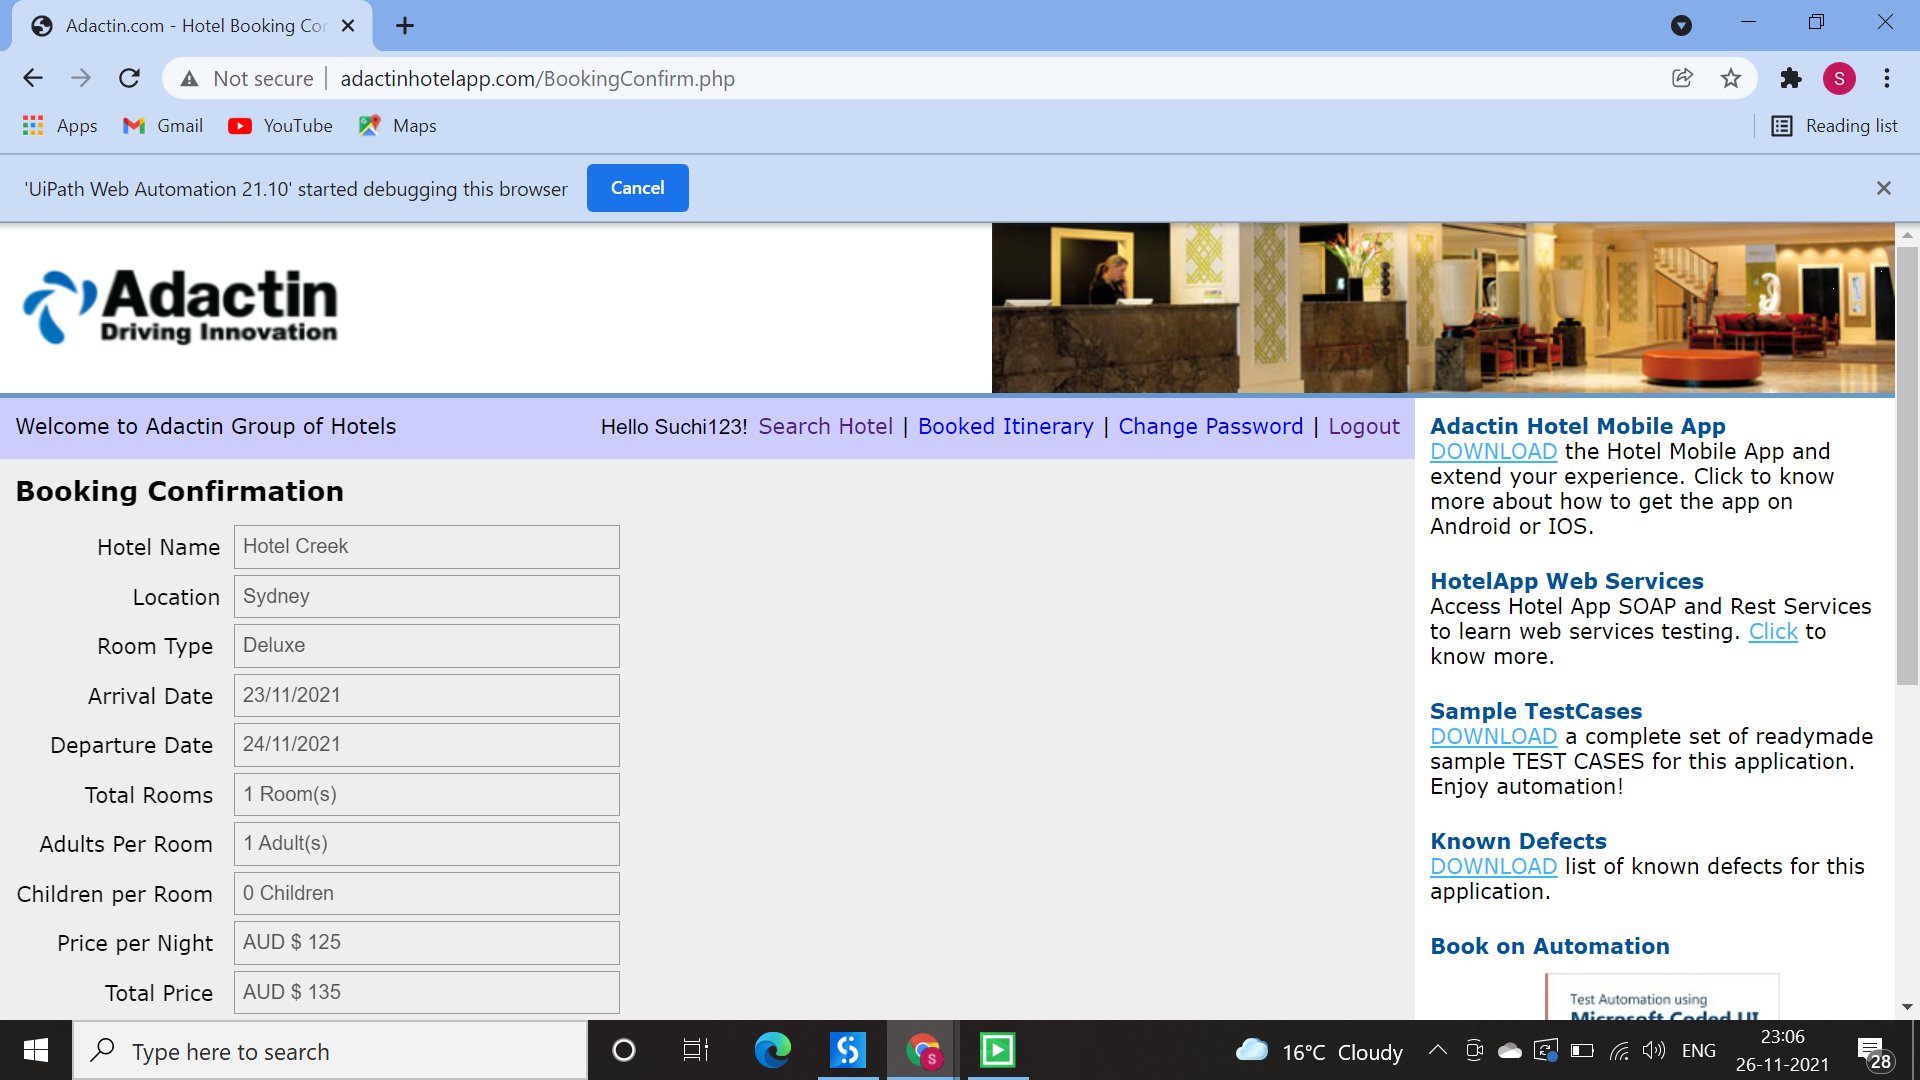 Adactin.com - Hotel Booking Cor
Not secure
adactinhotelapp.com/BookingConfirm.php
S
Apps
Gmail
YouTube
Maps
Reading list
'UiPath Web Automation 21.10' started debugging this browser
Cancel
Adactin
Driving Innovation
Welcome to Adactin Group of Hotels
Hello Suchi123! Search Hotel | Booked Itinerary | Change Password | Logout
Booking Confirmation
Hotel Name Hotel Creek
Location Sydney
Room Type Deluxe
Arrival Date 23/11/2021
Departure Date 24/11/2021
Total Rooms 1 Room(s)
Adults Per Room 1 Adult(s)
Children per Room 0 Children
Price per Night AUD $ 125
Total Price AUD $ 135
Adactin Hotel Mobile App
DOWNLOAD the Hotel Mobile App and
extend your experience. Click to know
more about how to get the app on
Android or IOS.
HotelApp Web Services
Access Hotel App SOAP and Rest Services
to learn web services testing. Click to
know more.
Sample TestCases
DOWNLOAD a complete set of readymade
sample TEST CASES for this application.
Enjoy automation!
Known Defects
DOWNLOAD list of known defects for this
application.
Book on Automation
Test Automation using
Microsoft Coded UI
Type here to search
S
16°C Cloudy
ENG
23:06
26-11-2021
28